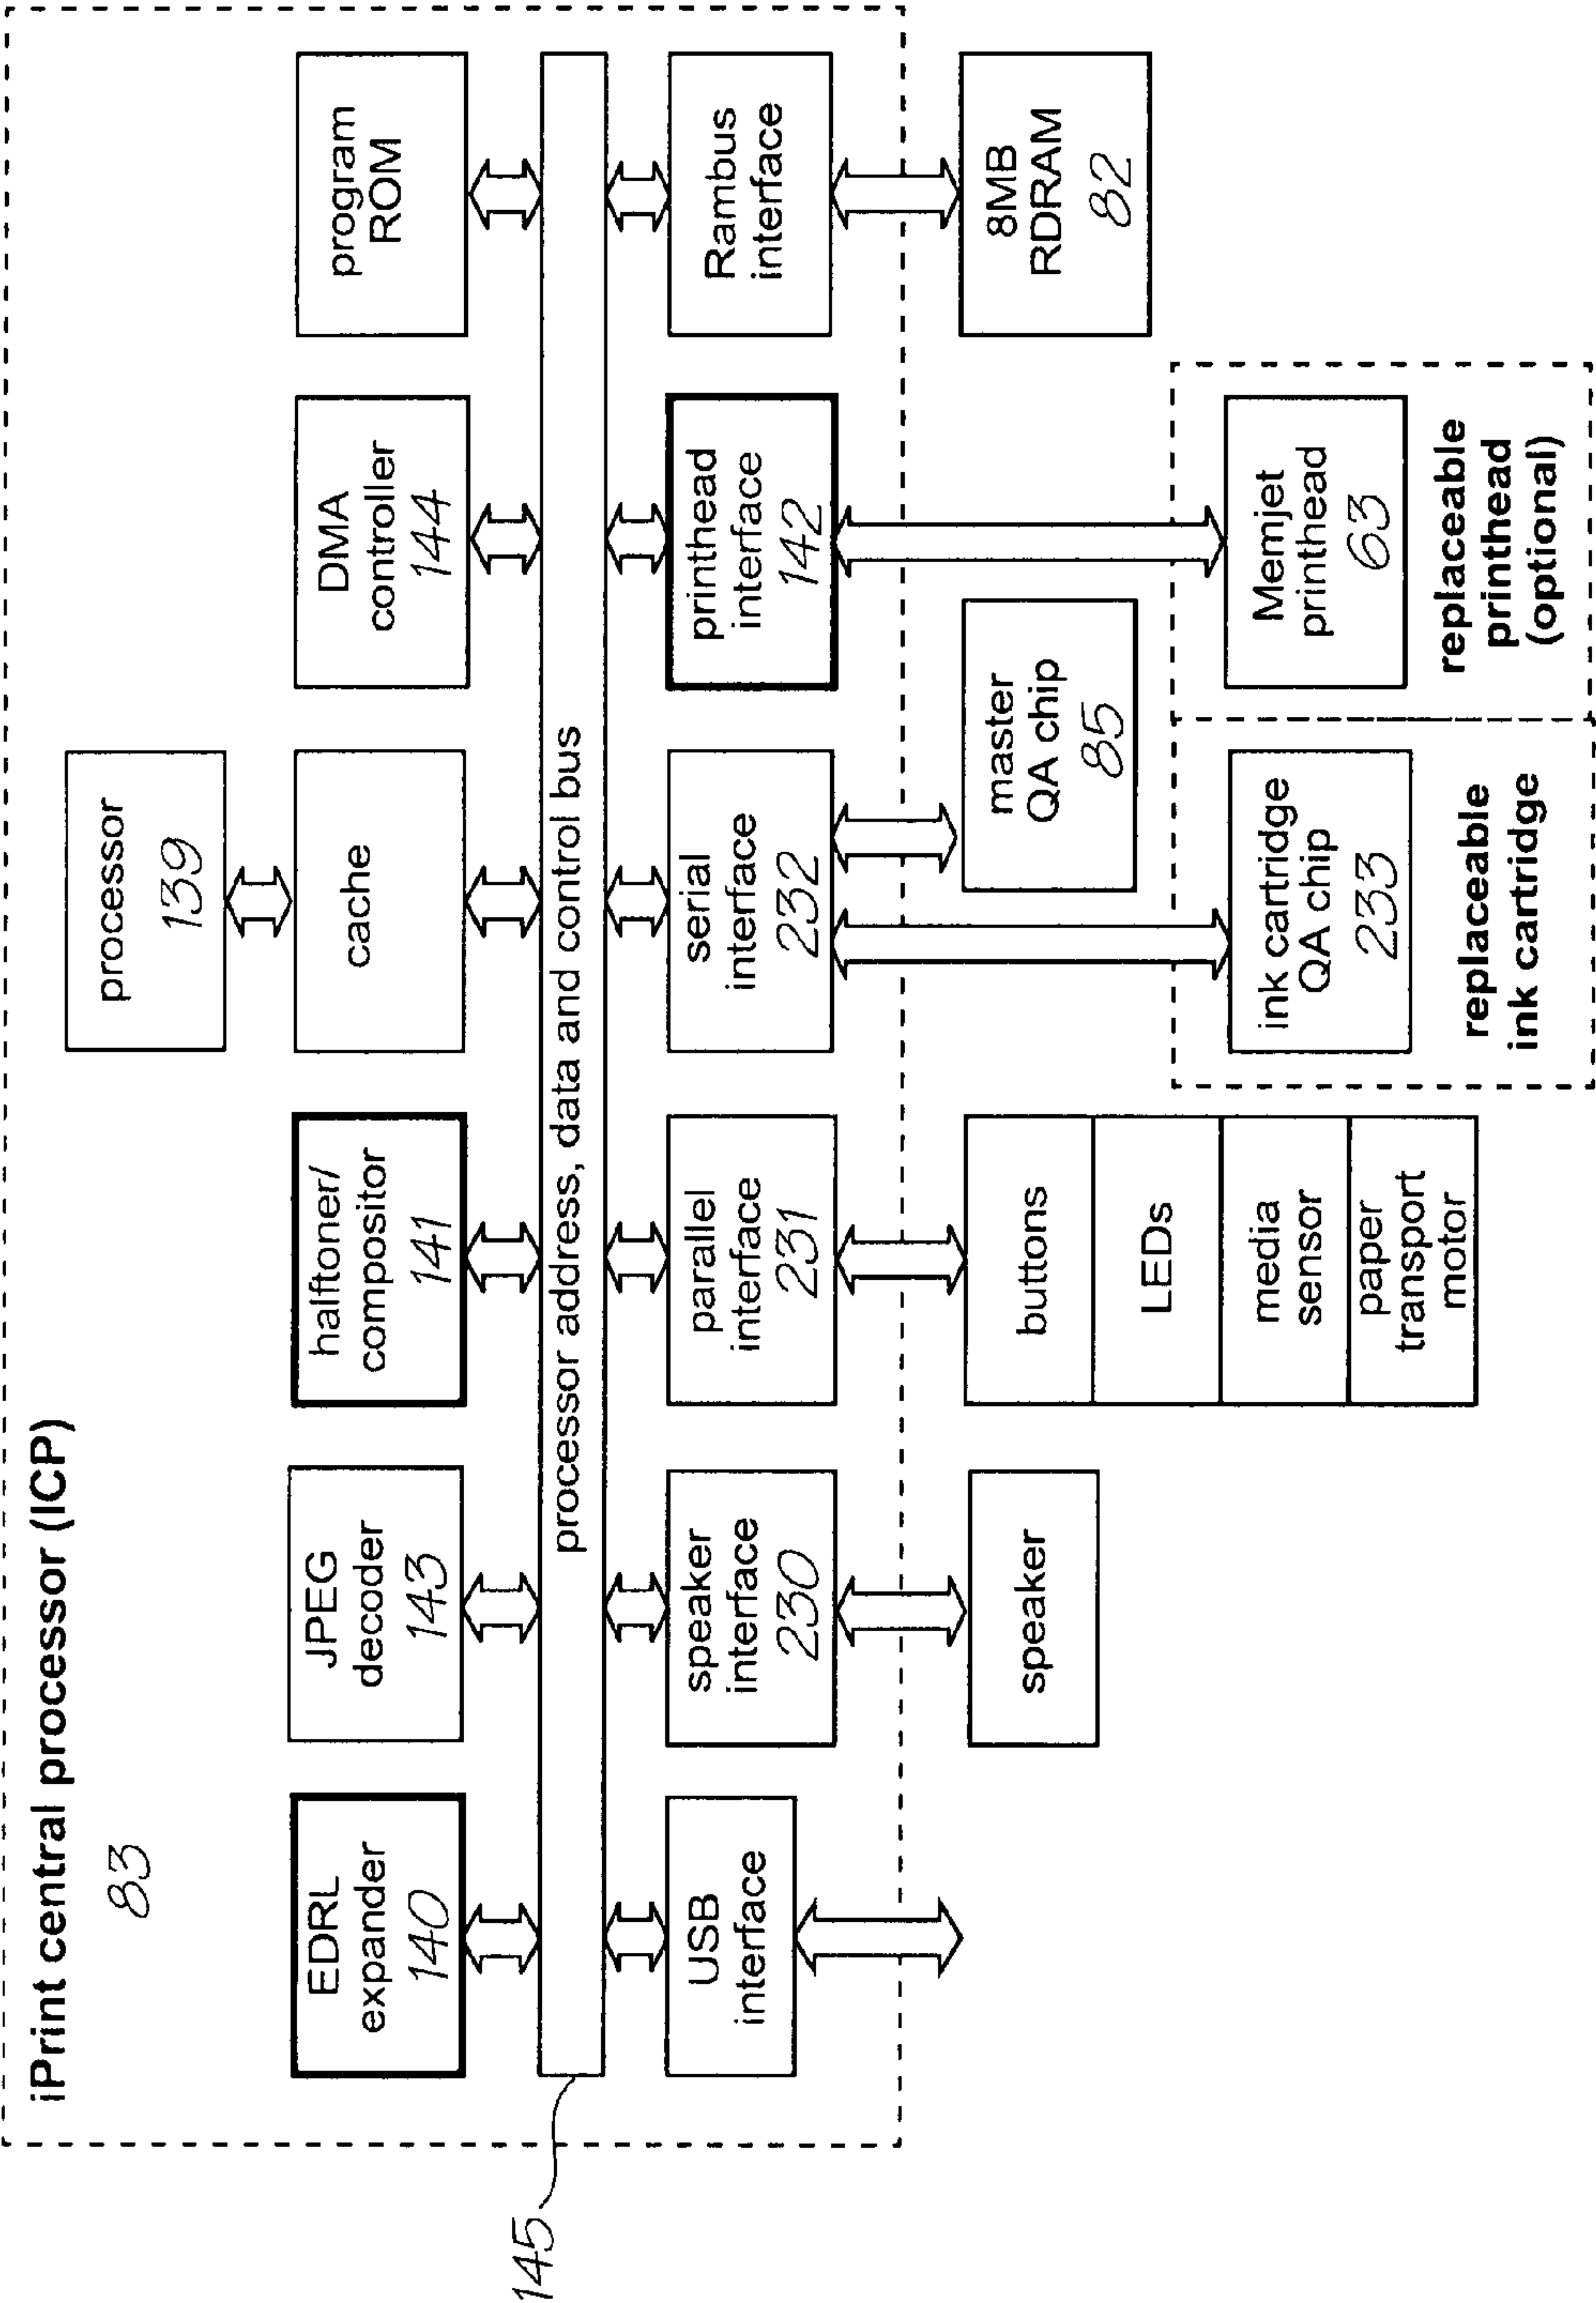 iPrint central processor (ICP)
83
processor
139
EDRL
expander
140
JPEG
decoder
143
halftoner/
compositor
141
cache
DMA
controller
144
program
ROM
processor address, data and control bus
145
USB
interface
speaker
interface
230
parallel
interface
231
serial
interface
232
printhead
interface
142
Rambus
interface
speaker
buttons
LEDs
media
sensor
paper
transport
motor
master
QA chip
85
8MB
RDRAM
82
ink cartridge
QA chip
233
replaceable
ink cartridge
Memjet
printhead
63
replaceable
printhead
(optional)